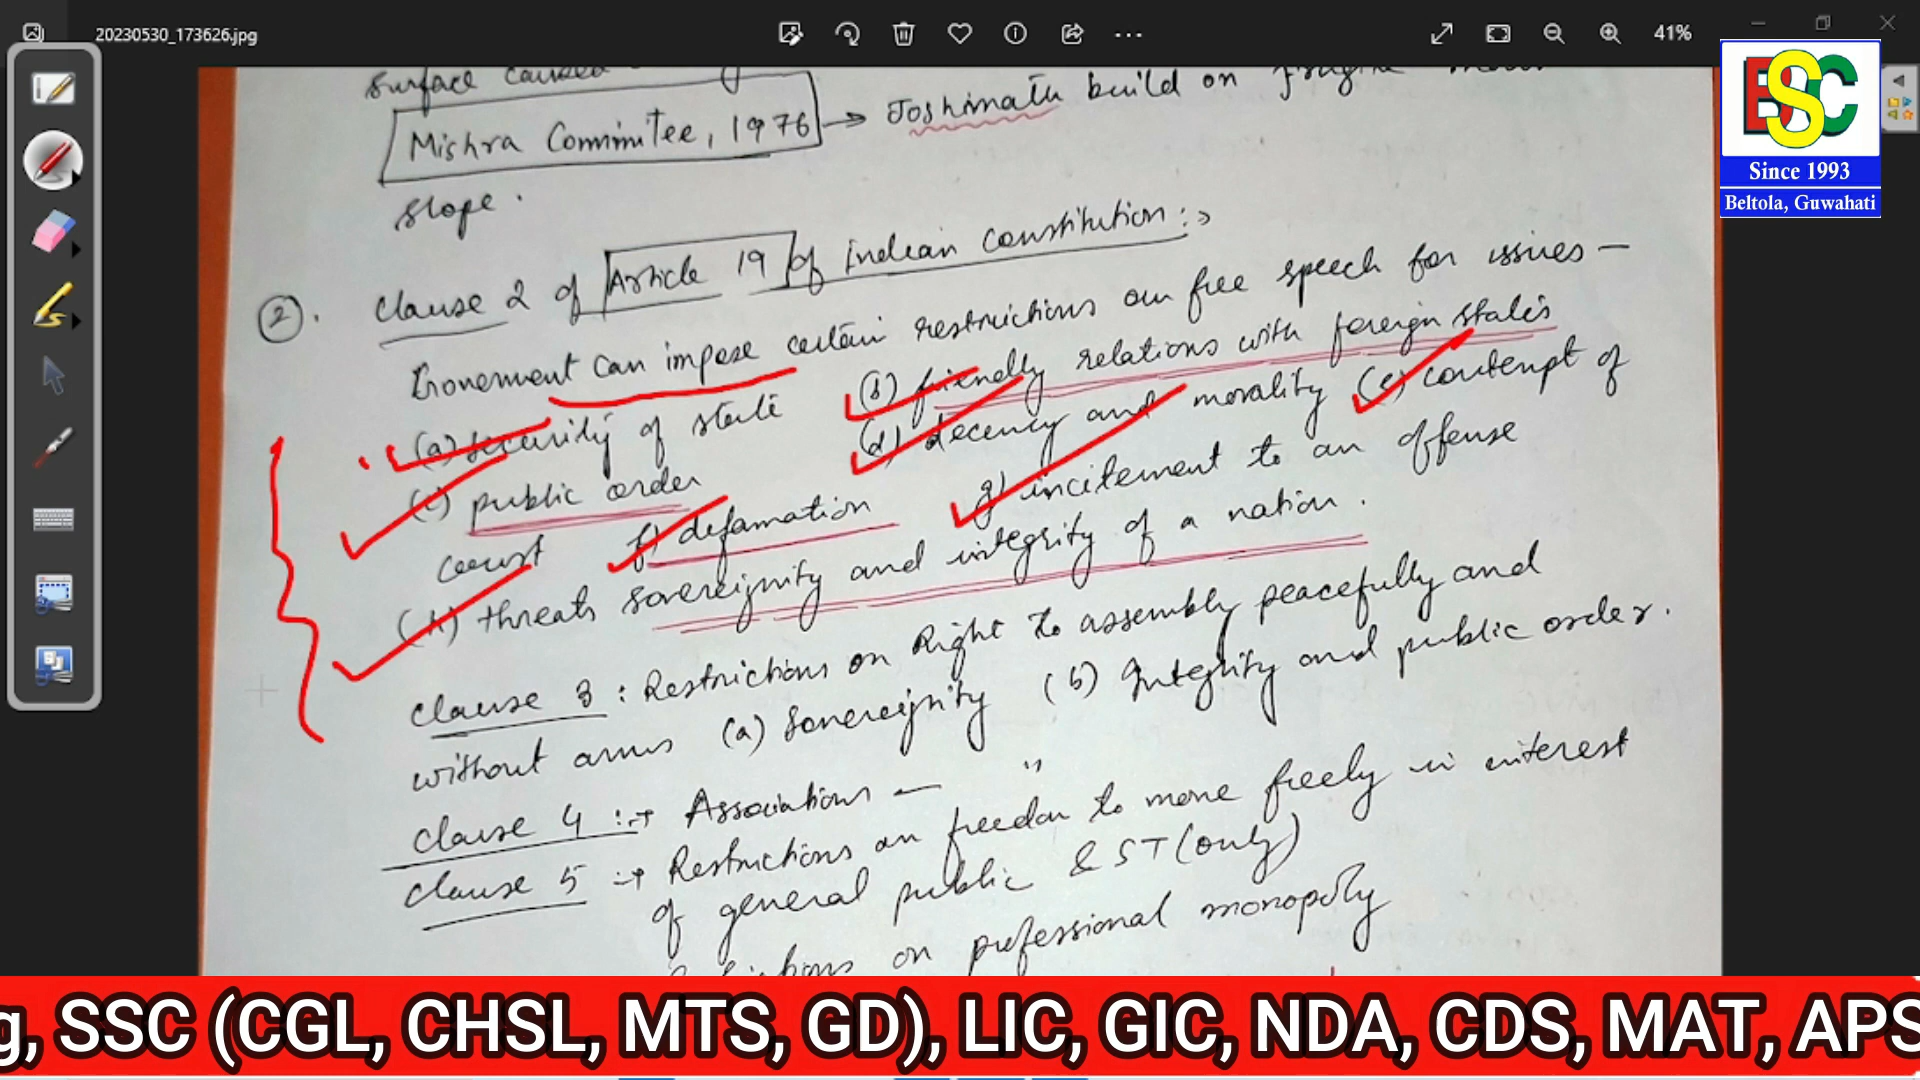 20230530_173626.jpg
41%
BSC
Since 1993
Beltola, Guwahati
surface caused
Mishra Committee, 1976 → Joshimath build on fragile
slope.
2. Clause 2 of Article 19 of indian constitution :→
Government can impose certain restrictions on free speech for issues —
(a) security of state (b) friendly relations with foreign states
(c) public order (d) decency and morality (e) contempt of
court f) defamation g) incitement to an offense
(h) threats sovereignity and integrity of a nation.
Clause 3 : Restrictions on Right to assembly peacefully and
without arms (a) Sovereignity (b) Integrity and public order.
Clause 4 :→ Associations — "
Clause 5 :→ Restrictions on freedom to move freely in interest
of general public & ST (only)
on professional monopoly
g, SSC (CGL, CHSL, MTS, GD), LIC, GIC, NDA, CDS, MAT, APS